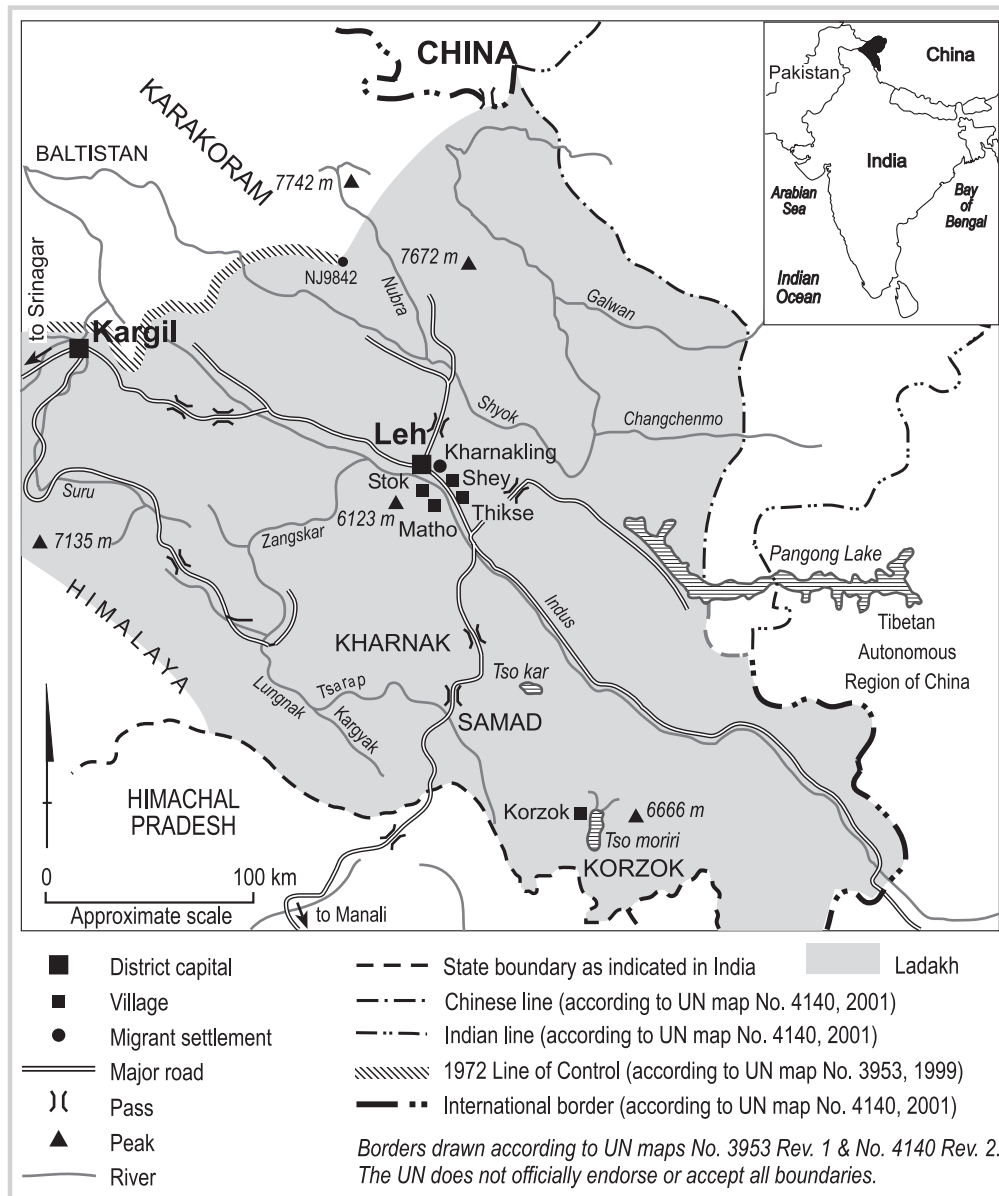 CHINA
KARAKORAM
BALTISTAN
7742 m
7672 m
NJ9842
Nubra
Galwan
to Srinagar
Kargil
Shyok
Changchenmo
Leh
Kharnakling
Stok
Shey
Thikse
Matho
6123 m
Suru
Zangskar
7135 m
Pangong Lake
Indus
HIMALAYA
KHARNAK
Tso kar
Tibetan
Autonomous
Region of China
Lungnak
Tsarap
Kargyak
SAMAD
HIMACHAL
PRADESH
Korzok
6666 m
Tso moriri
KORZOK
0
100 km
Approximate scale
to Manali
Pakistan
China
India
Arabian
Sea
Bay
of
Bengal
Indian
Ocean
District capital
Village
Migrant settlement
Major road
Pass
Peak
River
State boundary as indicated in India
Ladakh
Chinese line (according to UN map No. 4140, 2001)
Indian line (according to UN map No. 4140, 2001)
1972 Line of Control (according to UN map No. 3953, 1999)
International border (according to UN map No. 4140, 2001)
Borders drawn according to UN maps No. 3953 Rev. 1 & No. 4140 Rev. 2.
The UN does not officially endorse or accept all boundaries.